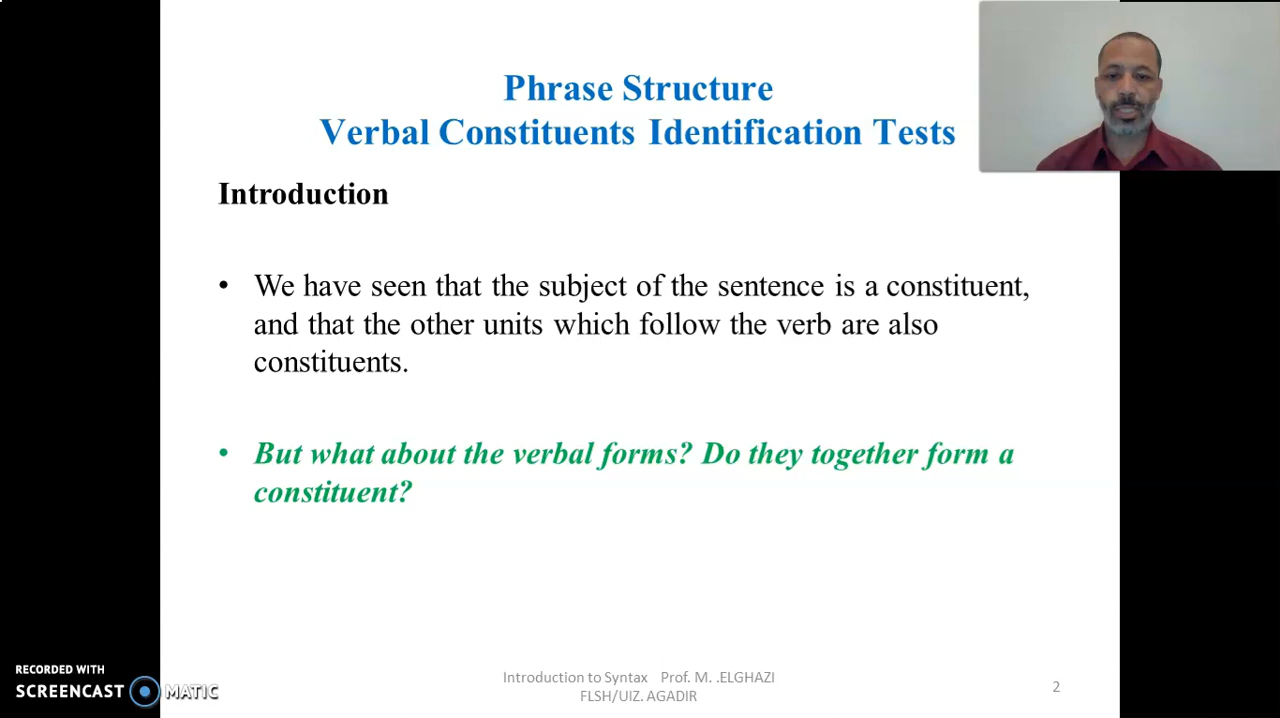 Phrase Structure
Verbal Constituents Identification Tests
Introduction
• We have seen that the subject of the sentence is a constituent,
and that the other units which follow the verb are also
constituents.
• But what about the verbal forms? Do they together form a
constituent?
RECORDED WITH
SCREENCAST MATIC
Introduction to Syntax Prof. M. .ELGHAZI
FLSH/UIZ. AGADIR
2